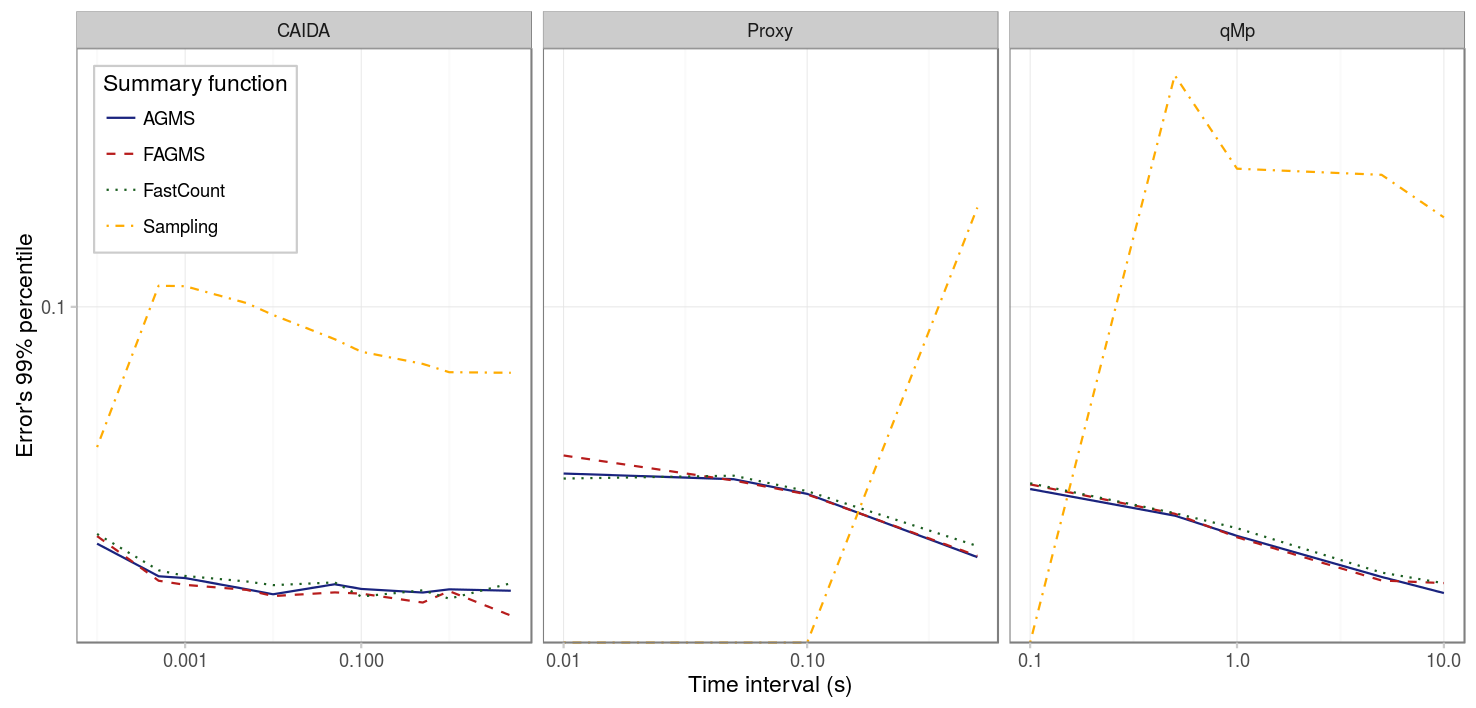 CAIDA
Proxy
qMp
Summary function
AGMS
FAGMS
FastCount
Sampling
Error's 99% percentile
0.1
0.001
0.100
0.01
0.10
0.1
1.0
10.0
Time interval (s)